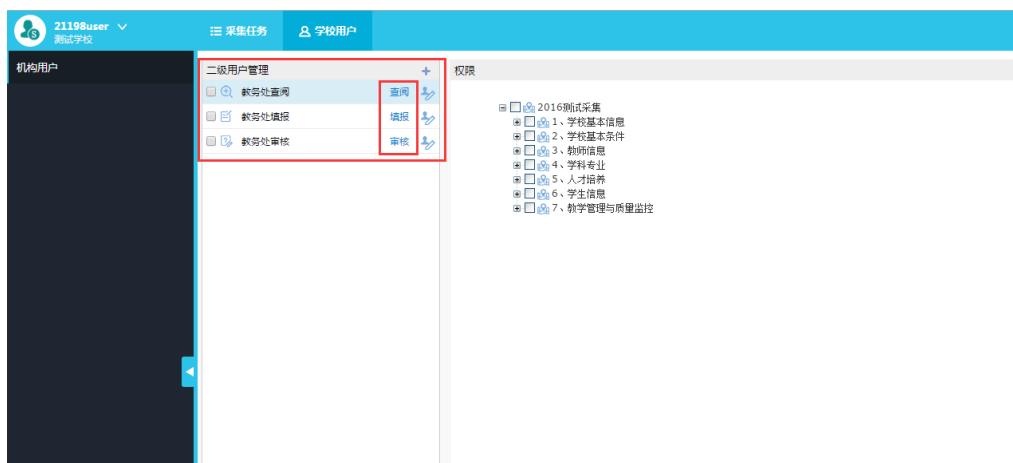 21198user
测试学校
采集任务
学校用户
机构用户
二级用户管理
教务处查阅 查阅
教务处填报 填报
教务处审核 审核
权限
2016测试采集
1、学校基本信息
2、学校基本条件
3、教师信息
4、学科专业
5、人才培养
6、学生信息
7、教学管理与质量监控